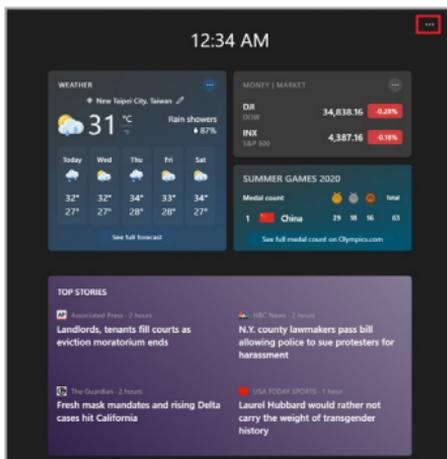 12:34 AM
WEATHER
New Taipei City, Taiwan
31 °C
Rain showers
87%
Today Wed Thu Fri Sat
32° 32° 34° 33° 34°
27° 27° 28° 28° 27°
See full forecast
MONEY | MARKET
DJI 34,838.16 -0.28%
DOW
INX 4,387.16 -0.18%
S&P 500
SUMMER GAMES 2020
Medal count Total
1 China 29 18 16 63
See full medal count on Olympics.com
TOP STORIES
Associated Press · 2 hours
Landlords, tenants fill courts as
eviction moratorium ends
NBC News · 2 hours
N.Y. county lawmakers pass bill
allowing police to sue protesters for
harassment
The Guardian · 2 hours
Fresh mask mandates and rising Delta
cases hit California
USA TODAY SPORTS · 1 hour
Laurel Hubbard would rather not
carry the weight of transgender
history